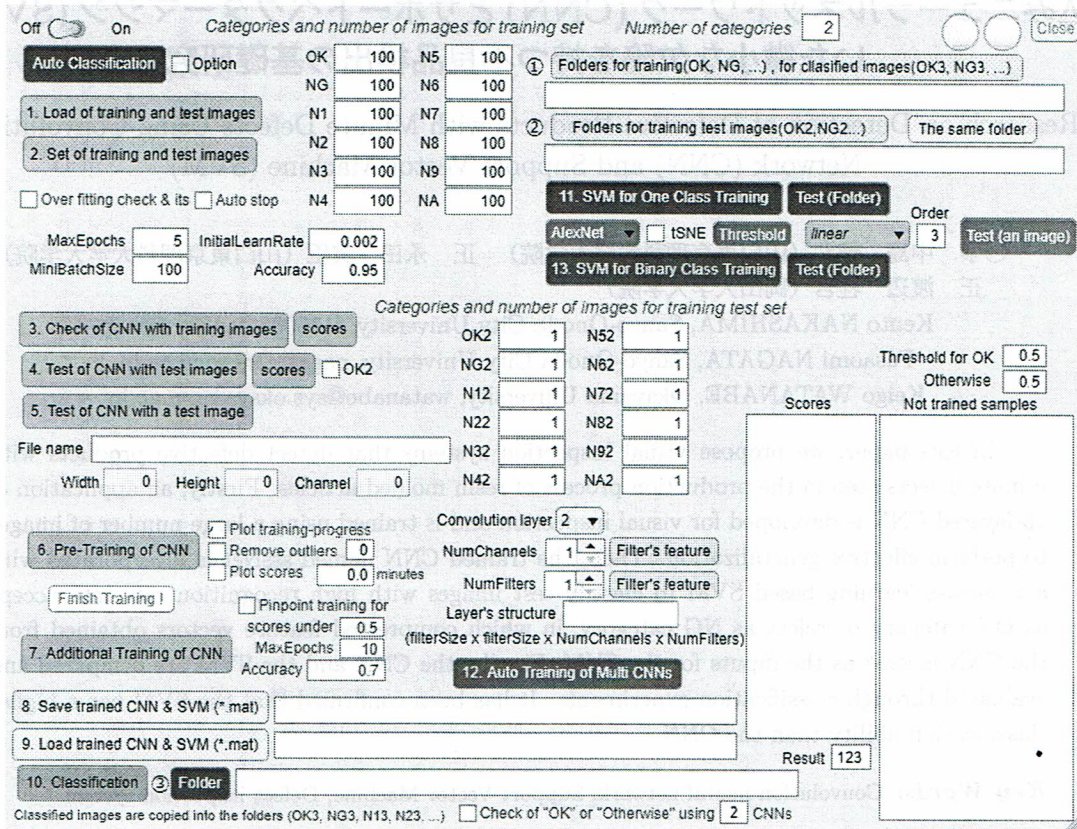 Off On Categories and number of images for training set Number of categories 2 Close
Auto Classification Option
OK 100 N5 100
NG 100 N6 100
N1 100 N7 100
N2 100 N8 100
N3 100 N9 100
N4 100 NA 100
① Folders for training(OK, NG,...) , for cllasified images(OK3, NG3,...)
1. Load of training and test images
② Folders for training test images(OK2,NG2...) The same folder
2. Set of training and test images
Over fitting check & its Auto stop
11. SVM for One Class Training Test (Folder)
Order
AlexNet tSNE Threshold linear 3 Test (an image)
13. SVM for Binary Class Training Test (Folder)
MaxEpochs 5 InitialLearnRate 0.002
MiniBatchSize 100 Accuracy 0.95
Categories and number of images for training test set
3. Check of CNN with training images scores
4. Test of CNN with test images scores OK2
5. Test of CNN with a test image
OK2 1 N52 1
NG2 1 N62 1
N12 1 N72 1
N22 1 N82 1
N32 1 N92 1
N42 1 NA2 1
Threshold for OK 0.5
Otherwise 0.5
Scores Not trained samples
File name
Width 0 Height 0 Channel 0
6. Pre-Training of CNN
Plot training-progress
Remove outliers 0
Plot scores 0.0 minutes
Convolution layer 2
NumChannels 1 Filter's feature
NumFilters 1 Filter's feature
Finish Training !
Pinpoint training for
scores under 0.5
Layer's structure
(filterSize x filterSize x NumChannels x NumFilters)
7. Additional Training of CNN
MaxEpochs 10
Accuracy 0.7
12. Auto Training of Multi CNNs
8. Save trained CNN & SVM (*.mat)
9. Load trained CNN & SVM (*.mat)
Result 123
10. Classification ③ Folder
Classified images are copied into the folders (OK3, NG3, N13, N23, ...) Check of "OK" or "Otherwise" using 2 CNNs